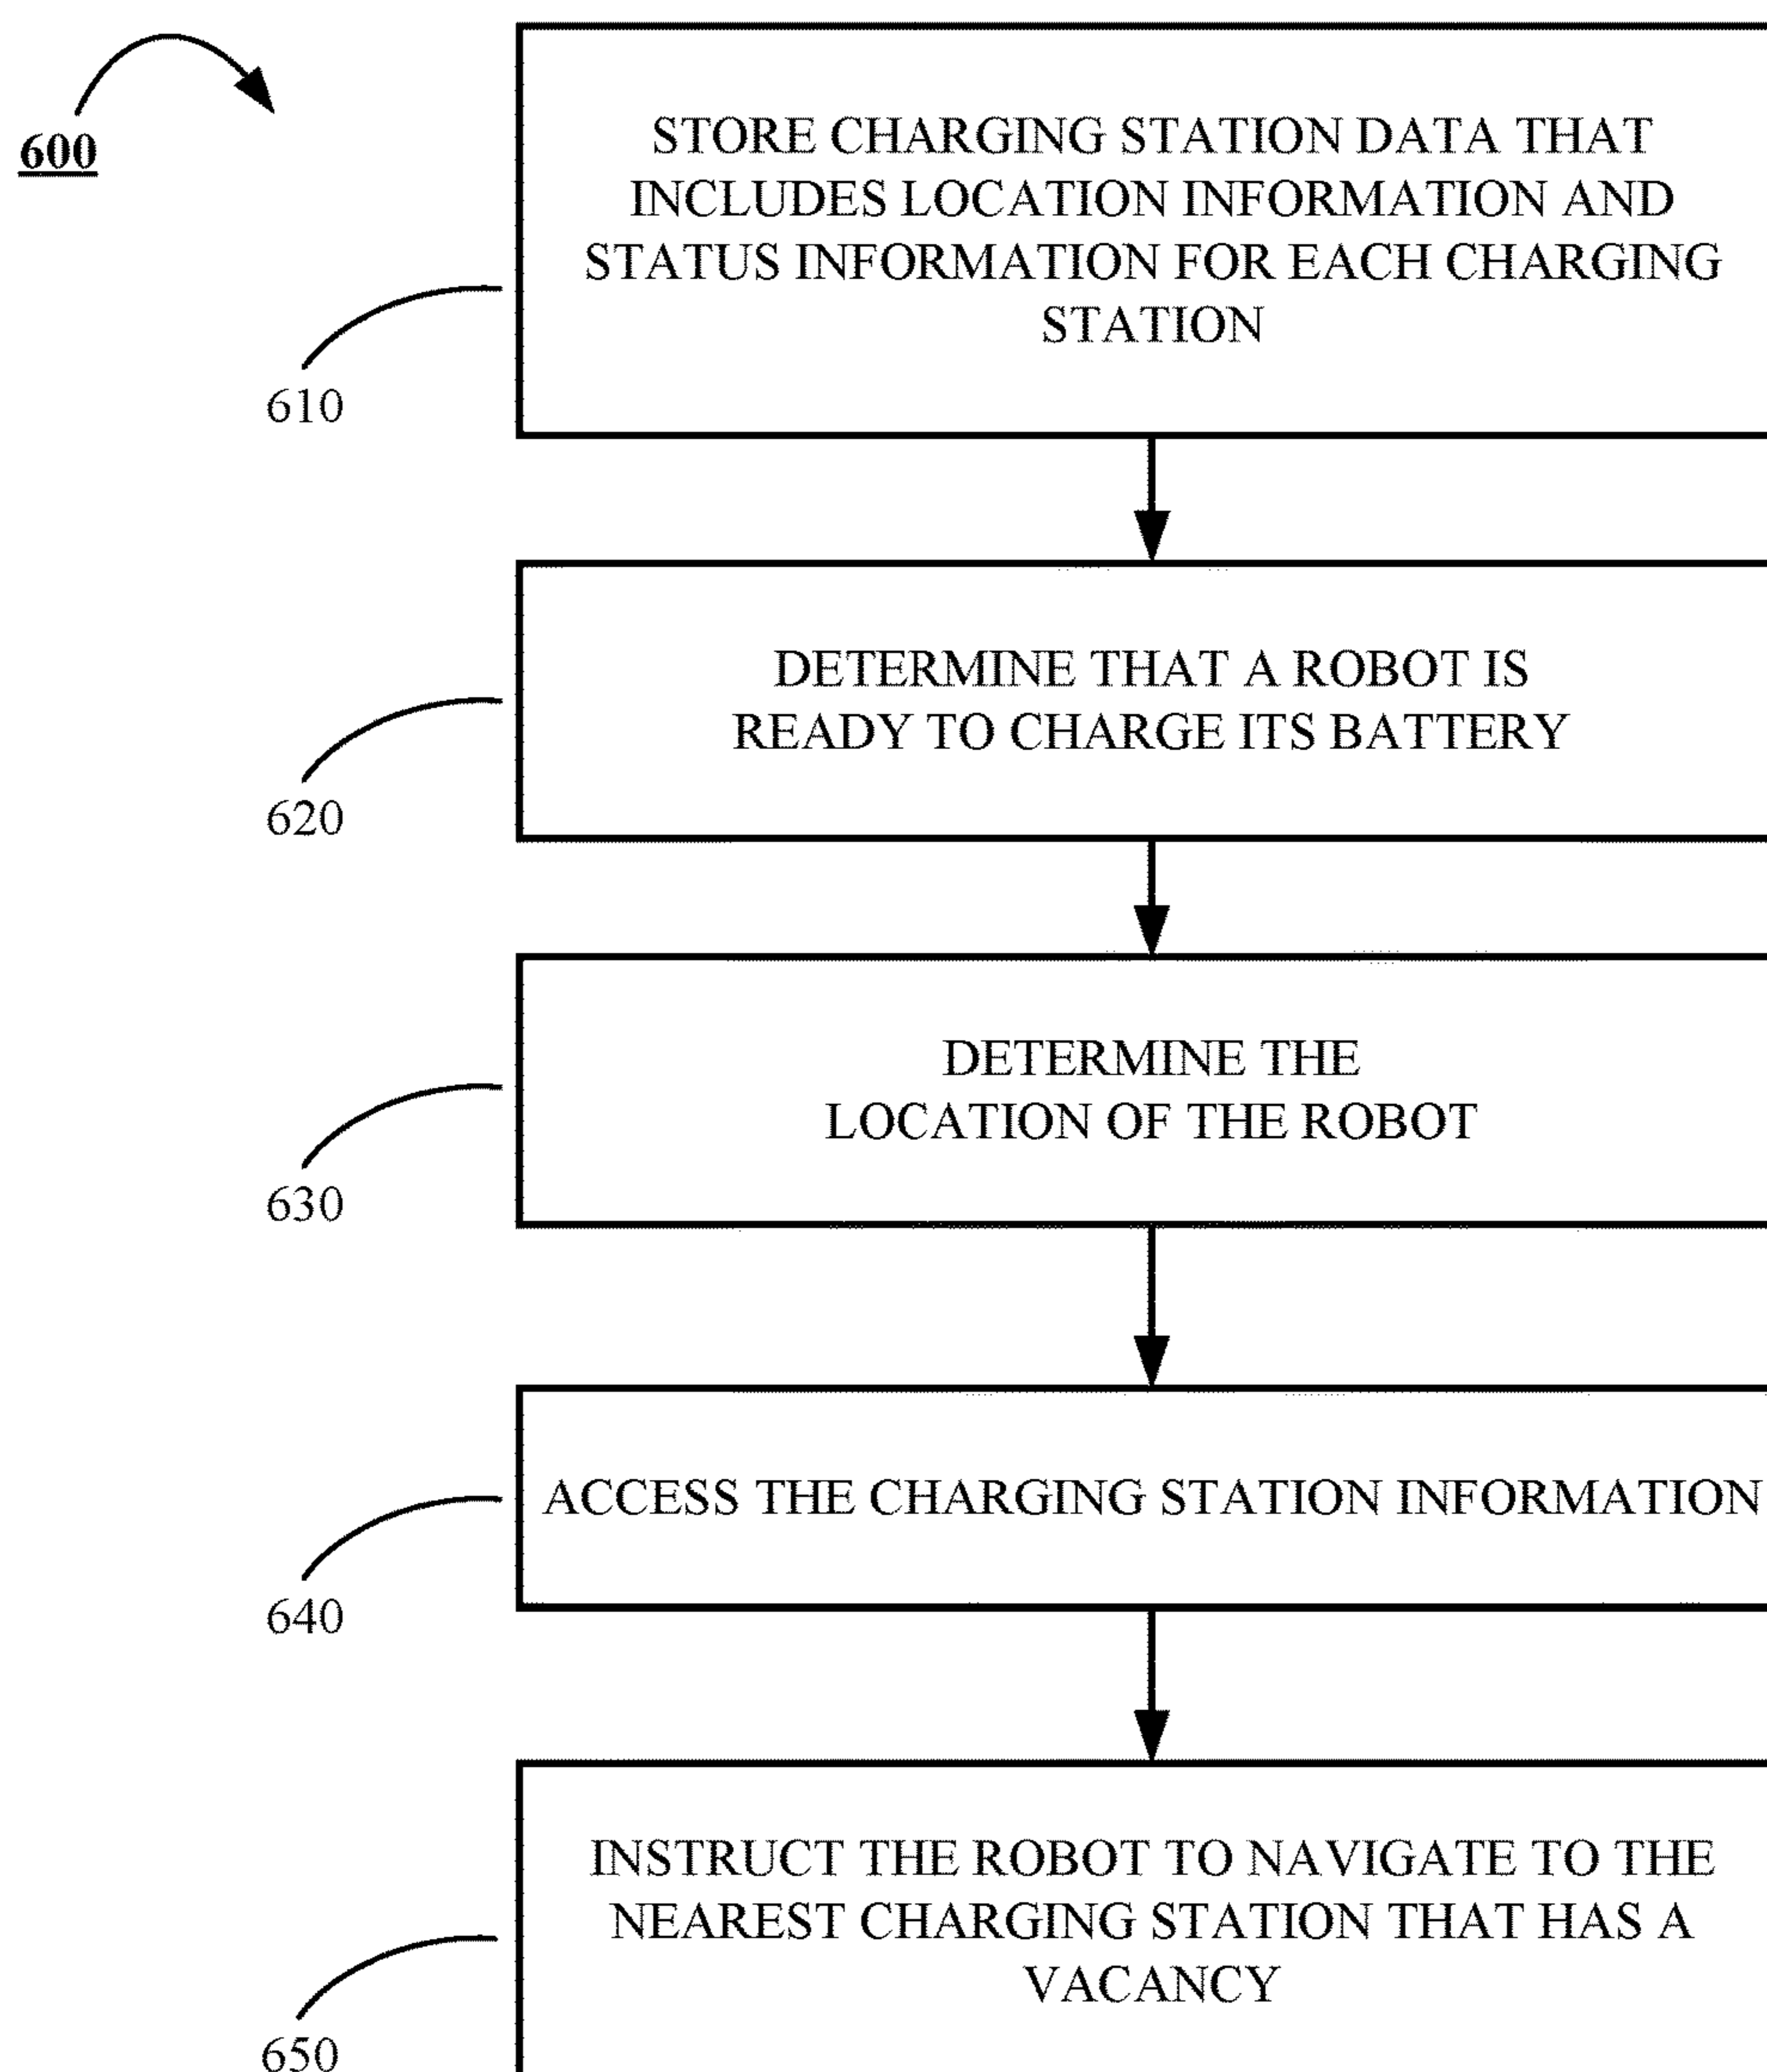 600
STORE CHARGING STATION DATA THAT
INCLUDES LOCATION INFORMATION AND
STATUS INFORMATION FOR EACH CHARGING
STATION
610
DETERMINE THAT A ROBOT IS
READY TO CHARGE ITS BATTERY
620
DETERMINE THE
LOCATION OF THE ROBOT
630
ACCESS THE CHARGING STATION INFORMATION
640
INSTRUCT THE ROBOT TO NAVIGATE TO THE
NEAREST CHARGING STATION THAT HAS A
VACANCY
650